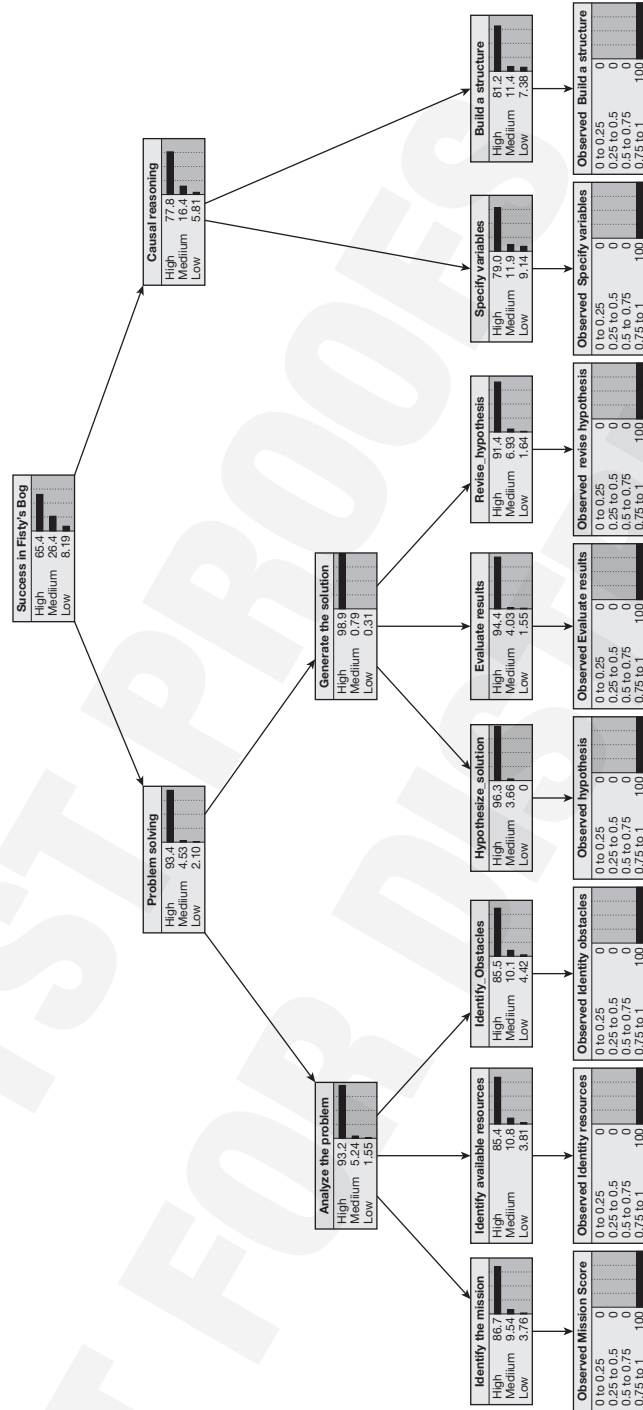 Success in Fisty's Bog
High 65.4
Mediium 26.4
Low 8.19
Problem solving
High 93.4
Mediium 4.53
Low 2.10
Causal reasoning
High 77.8
Mediium 16.4
Low 5.81
Analyze the problem
High 93.2
Mediium 5.24
Low 1.55
Generate the solution
High 98.9
Mediium 0.79
Low 0.31
Identify the mission
High 86.7
Mediium 9.54
Low 3.76
Identify available resources
High 85.4
Mediium 10.8
Low 3.81
Identify_Obstacles
High 85.5
Mediium 10.1
Low 4.42
Hypothesize_solution
High 96.3
Mediium 3.66
Low 0
Evaluate results
High 94.4
Mediium 4.03
Low 1.55
Revise_hypothesis
High 91.4
Mediium 6.93
Low 1.64
Specify variables
High 79.0
Mediium 11.9
Low 9.14
Build a structure
High 81.2
Mediium 11.4
Low 7.38
Observed Mission Score
0 to 0.25 0
0.25 to 0.5 0
0.5 to 0.75 0
0.75 to 1 100
Observed Identity resources
0 to 0.25 0
0.25 to 0.5 0
0.5 to 0.75 0
0.75 to 1 100
Observed Identity obstacles
0 to 0.25 0
0.25 to 0.5 0
0.5 to 0.75 0
0.75 to 1 100
Observed hypothesis
0 to 0.25 0
0.25 to 0.5 0
0.5 to 0.75 0
0.75 to 1 100
Observed Evaluate results
0 to 0.25 0
0.25 to 0.5 0
0.5 to 0.75 0
0.75 to 1 100
Observed revise hypothesis
0 to 0.25 0
0.25 to 0.5 0
0.5 to 0.75 0
0.75 to 1 100
Observed Specify variables
0 to 0.25 0
0.25 to 0.5 0
0.5 to 0.75 0
0.75 to 1 100
Observed Build a structure
0 to 0.25 0
0.25 to 0.5 0
0.5 to 0.75 0
0.75 to 1 100
PROOFS
FOR